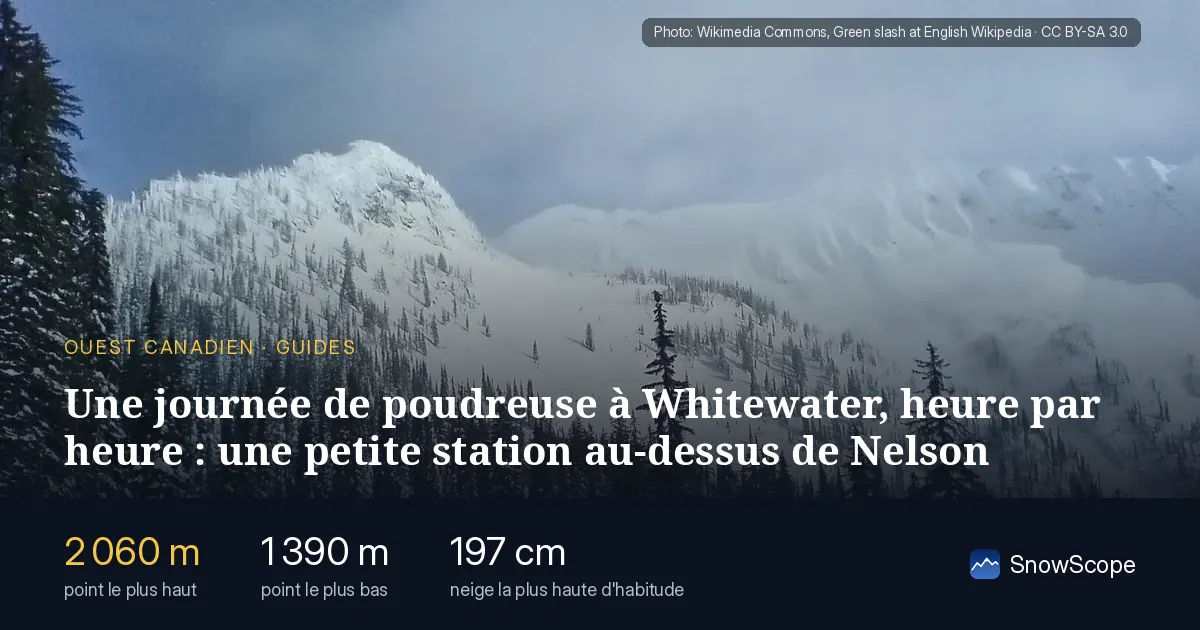 Photo: Wikimedia Commons, Green slash at English Wikipedia · CC BY-SA 3.0
OUEST CANADIEN · GUIDES
Une journée de poudreuse à Whitewater, heure par
heure : une petite station au-dessus de Nelson
2 060 m
point le plus haut
1 390 m
point le plus bas
197 cm
neige la plus haute d'habitude
SnowScope